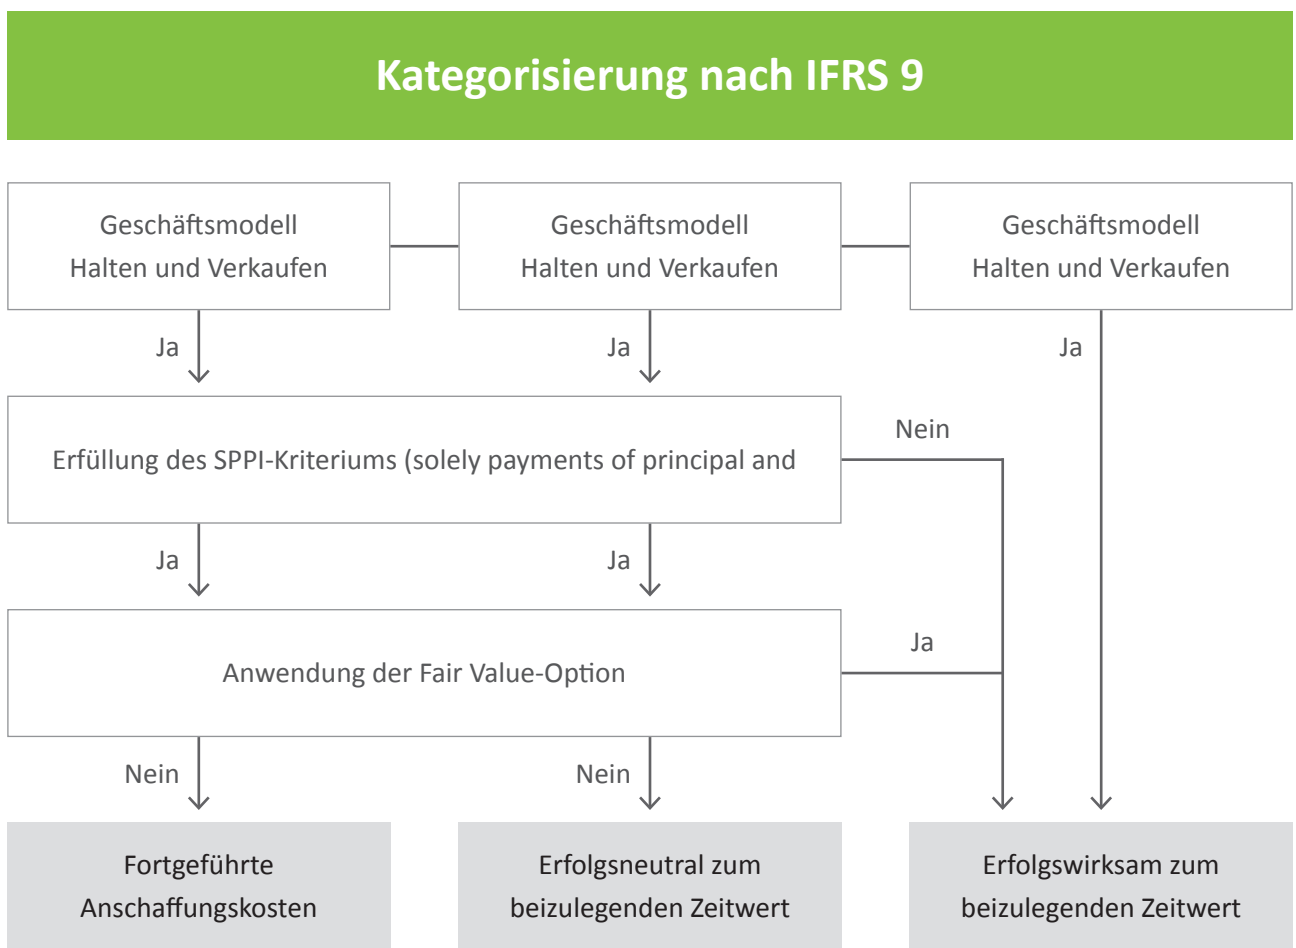 Kategorisierung nach IFRS 9
Geschäftsmodell
Halten und Verkaufen
Geschäftsmodell
Halten und Verkaufen
Geschäftsmodell
Halten und Verkaufen
Ja
Ja
Ja
Nein
Erfüllung des SPPI-Kriteriums (solely payments of principal and
Ja
Ja
Ja
Anwendung der Fair Value-Option
Nein
Nein
Fortgeführte
Anschaffungskosten
Erfolgsneutral zum
beizulegenden Zeitwert
Erfolgswirksam zum
beizulegenden Zeitwert